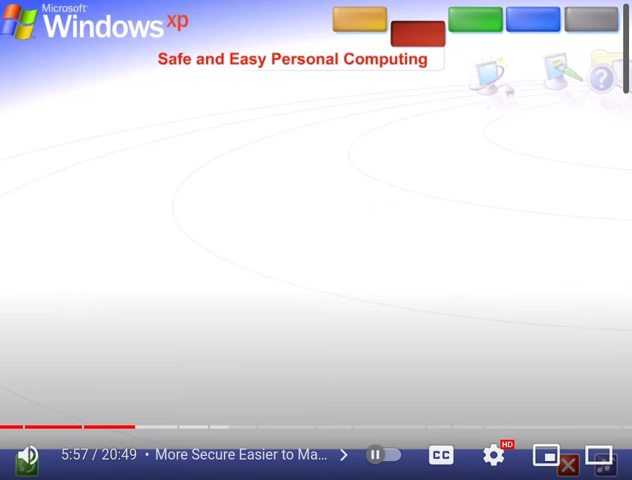 Microsoft®
Windows xp
Safe and Easy Personal Computing
?
5:57 / 20:49 • More Secure Easier to Ma...
CC
HD